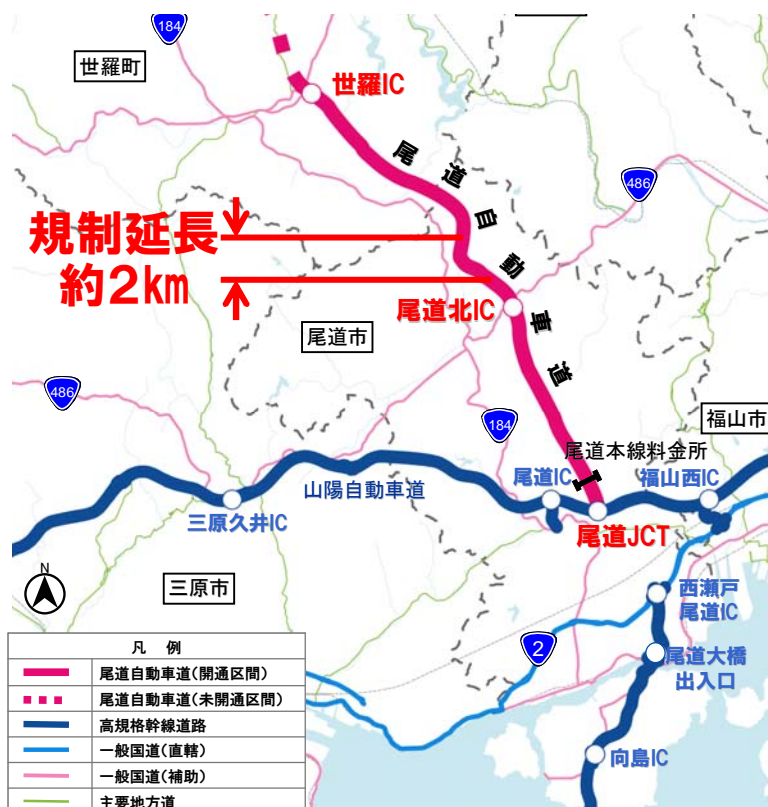 184
世羅町
世羅IC
尾道自動車道
486
規制延長
約2km
尾道北IC
尾道市
486
184
福山市
尾道本線料金所
尾道IC
福山西IC
山陽自動車道
三原久井IC
尾道JCT
N
三原市
西瀬戸
尾道IC
2
尾道大橋
出入口
向島IC
凡 例
尾道自動車道(開通区間)
尾道自動車道(未開通区間)
高規格幹線道路
一般国道(直轄)
一般国道(補助)
主要地方道